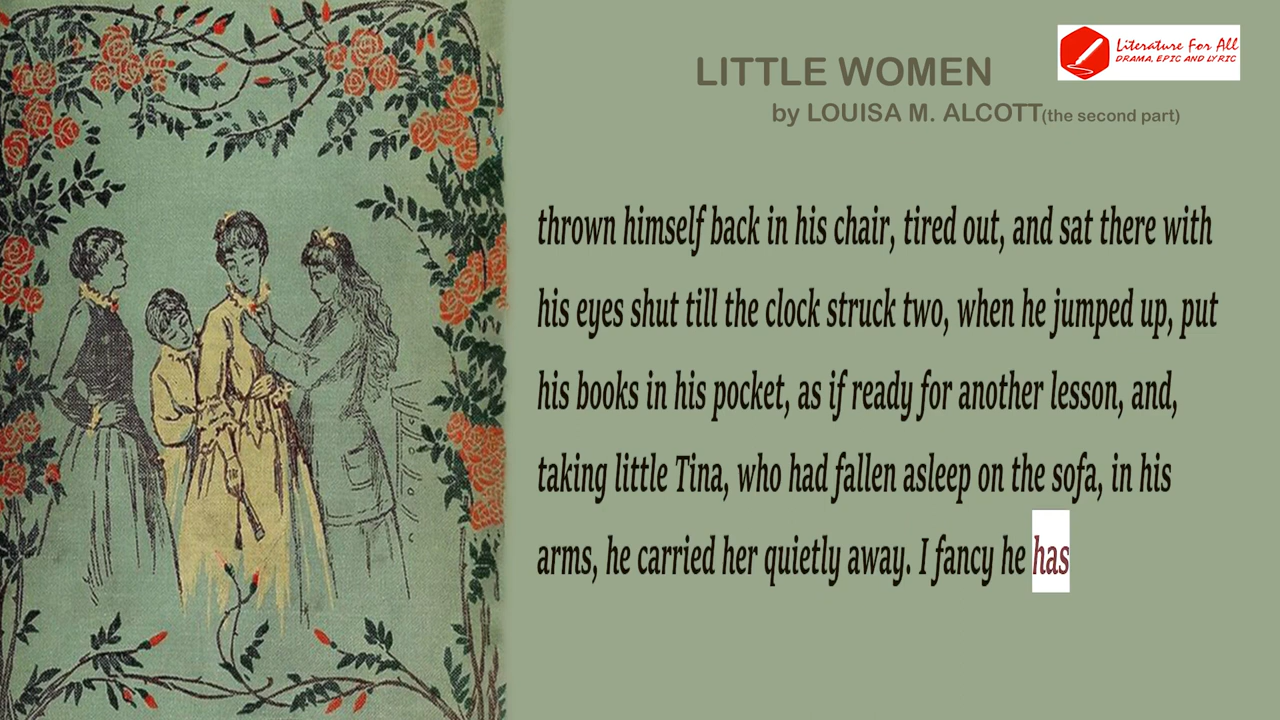 LITTLE WOMEN
by LOUISA M. ALCOTT(the second part)
Literature For All
DRAMA, EPIC AND LYRIC
thrown himself back in his chair, tired out, and sat there with
his eyes shut till the clock struck two, when he jumped up, put
his books in his pocket, as if ready for another lesson, and,
taking little Tina, who had fallen asleep on the sofa, in his
arms, he carried her quietly away. I fancy he has